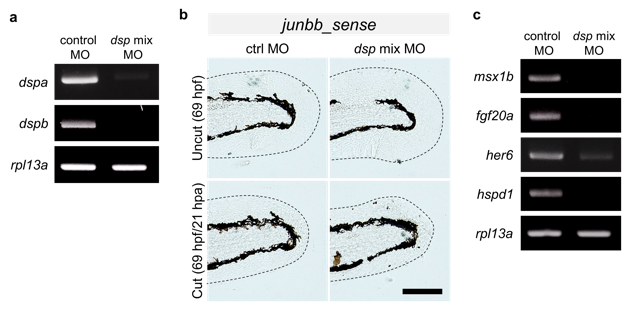 a
control MO
dsp mix MO
dspa
dspb
rpl13a
b
junbb_sense
ctrl MO
dsp mix MO
Uncut (69 hpf)
Cut (69 hpf/21 hpa)
c
control MO
dsp mix MO
msx1b
fgf20a
her6
hspd1
rpl13a